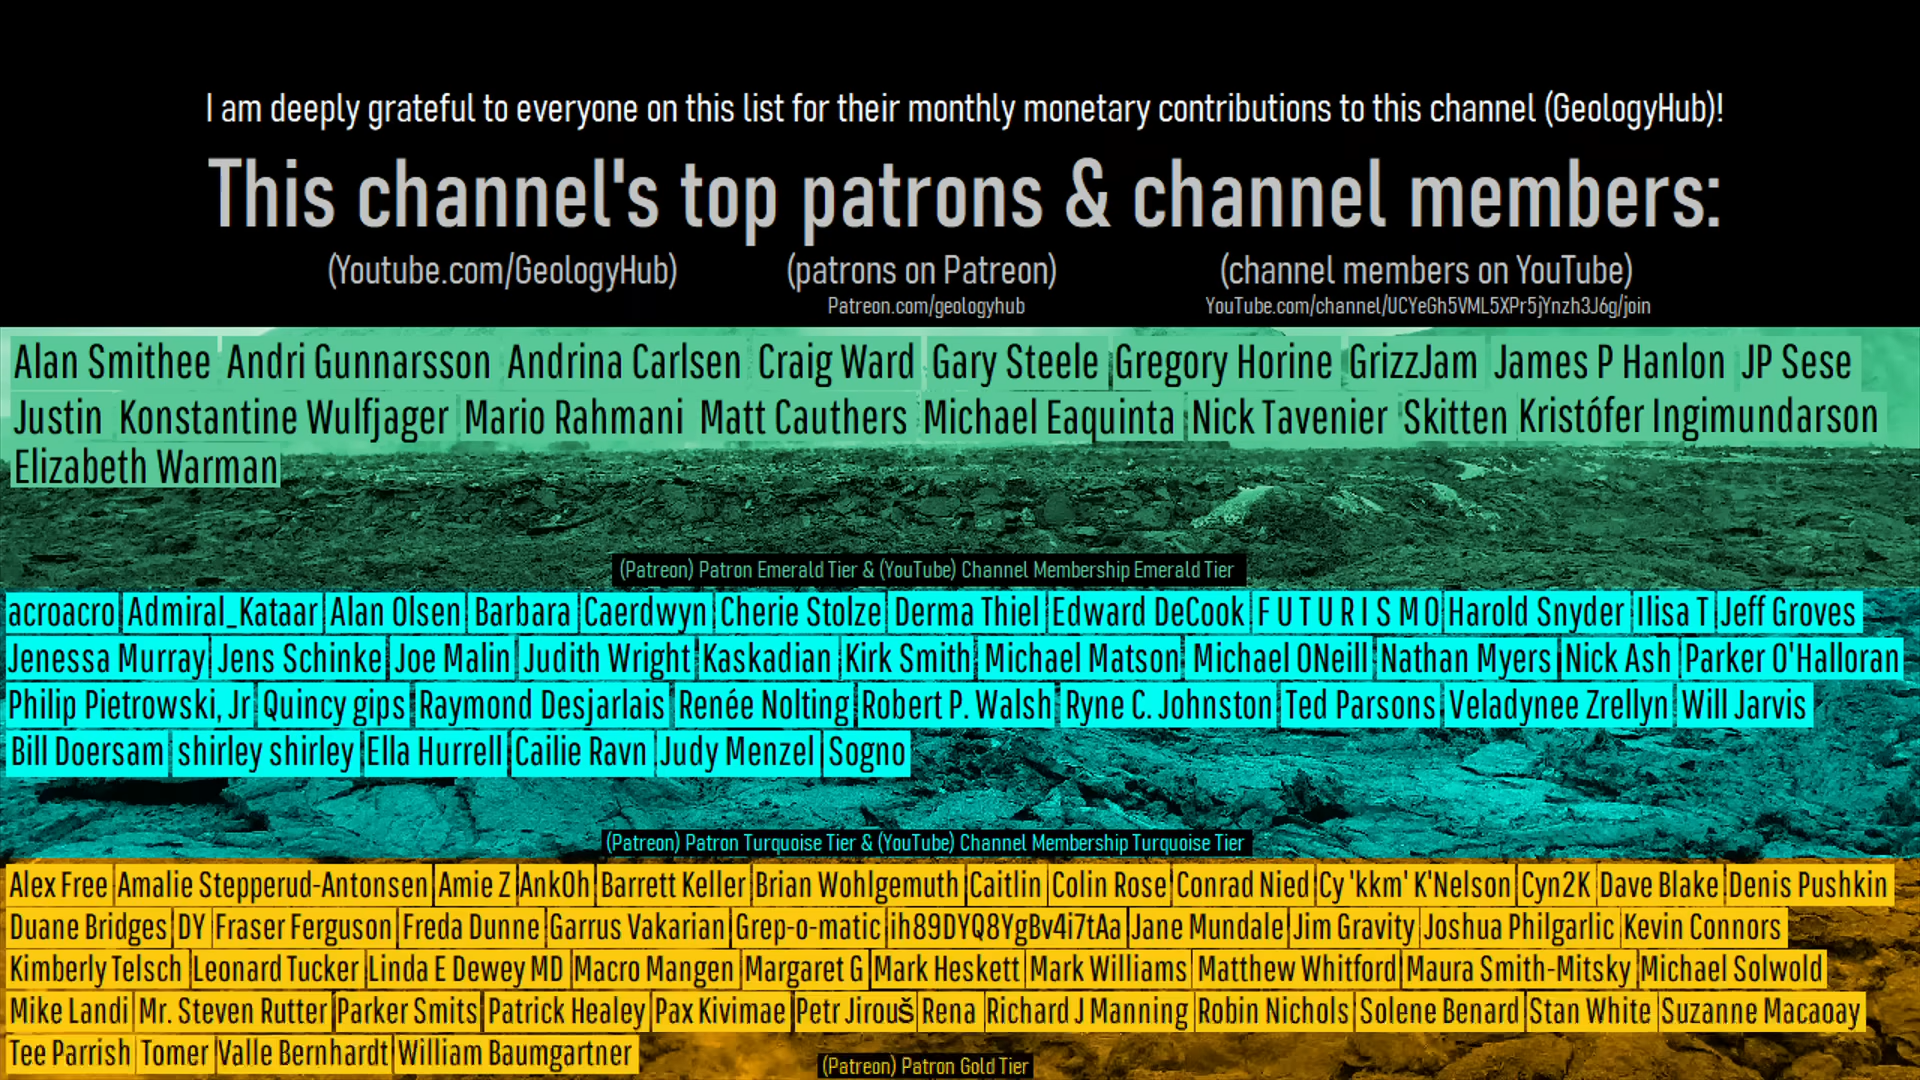 I am deeply grateful to everyone on this list for their monthly monetary contributions to this channel (GeologyHub)!
This channel's top patrons & channel members:
(Youtube.com/GeologyHub) (patrons on Patreon) (channel members on YouTube)
Patreon.com/geologyhub YouTube.com/channel/UCYeGh5VML5XPr5jYnzh3J6g/join
Alan Smithee Andri Gunnarsson Andrina Carlsen Craig Ward Gary Steele Gregory Horine GrizzJam James P Hanlon JP Sese
Justin Konstantine Wulfjager Mario Rahmani Matt Cauthers Michael Eaquinta Nick Tavenier Skitten Kristófer Ingimundarson
Elizabeth Warman
(Patreon) Patron Emerald Tier & (YouTube) Channel Membership Emerald Tier
acroacro Admiral_Kataar Alan Olsen Barbara Caerdwyn Cherie Stolze Derma Thiel Edward DeCook F U T U R I S M O Harold Snyder Ilisa T Jeff Groves
Jenessa Murray Jens Schinke Joe Malin Judith Wright Kaskadian Kirk Smith Michael Matson Michael ONeill Nathan Myers Nick Ash Parker O'Halloran
Philip Pietrowski, Jr Quincy gips Raymond Desjarlais Renée Nolting Robert P. Walsh Ryne C. Johnston Ted Parsons Veladynee Zrellyn Will Jarvis
Bill Doersam shirley shirley Ella Hurrell Cailie Ravn Judy Menzel Sogno
(Patreon) Patron Turquoise Tier & (YouTube) Channel Membership Turquoise Tier
Alex Free Amalie Stepperud-Antonsen Amie Z AnkOh Barrett Keller Brian Wohlgemuth Caitlin Colin Rose Conrad Nied Cy 'kkm' K'Nelson Cyn2K Dave Blake Denis Pushkin
Duane Bridges DY Fraser Ferguson Freda Dunne Garrus Vakarian Grep-o-matic ih89DYQ8YgBv4i7tAa Jane Mundale Jim Gravity Joshua Philgarlic Kevin Connors
Kimberly Telsch Leonard Tucker Linda E Dewey MD Macro Mangen Margaret G Mark Heskett Mark Williams Matthew Whitford Maura Smith-Mitsky Michael Solwold
Mike Landi Mr. Steven Rutter Parker Smits Patrick Healey Pax Kivimae Petr Jirouš Rena Richard J Manning Robin Nichols Solene Benard Stan White Suzanne Macaoay
Tee Parrish Tomer Valle Bernhardt William Baumgartner
(Patreon) Patron Gold Tier